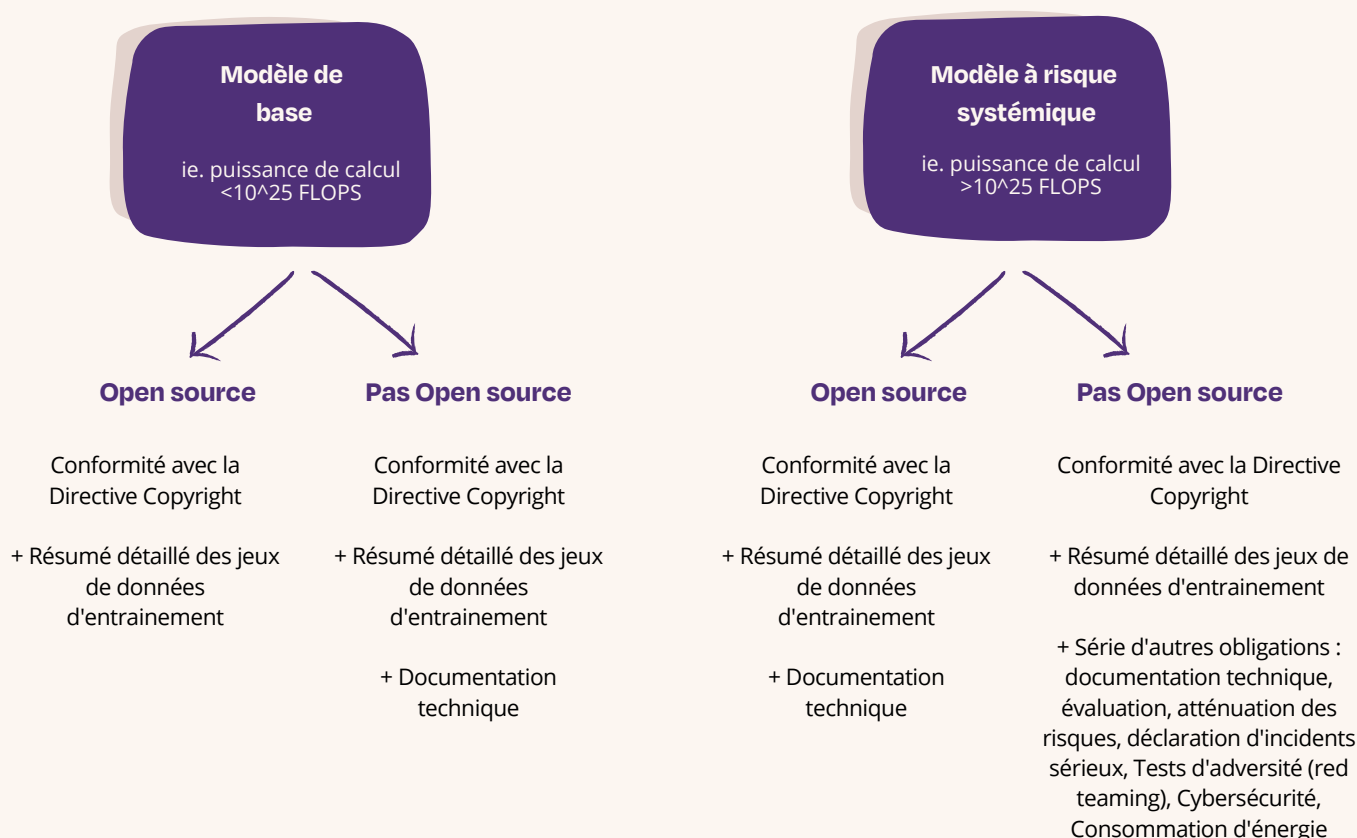 Modèle de
base
ie. puissance de calcul
<10^25 FLOPS
Open source
Conformité avec la
Directive Copyright
+ Résumé détaillé des jeux
de données
d'entrainement
Pas Open source
Conformité avec la
Directive Copyright
+ Résumé détaillé des jeux
de données
d'entrainement
+ Documentation
technique
Modèle à risque
systémique
ie. puissance de calcul
>10^25 FLOPS
Open source
Conformité avec la
Directive Copyright
+ Résumé détaillé des jeux
de données
d'entrainement
+ Documentation
technique
Pas Open source
Conformité avec la Directive
Copyright
+ Résumé détaillé des jeux de
données d'entrainement
+ Série d'autres obligations :
documentation technique,
évaluation, atténuation des
risques, déclaration d'incidents
sérieux, Tests d'adversité (red
teaming), Cybersécurité,
Consommation d'énergie